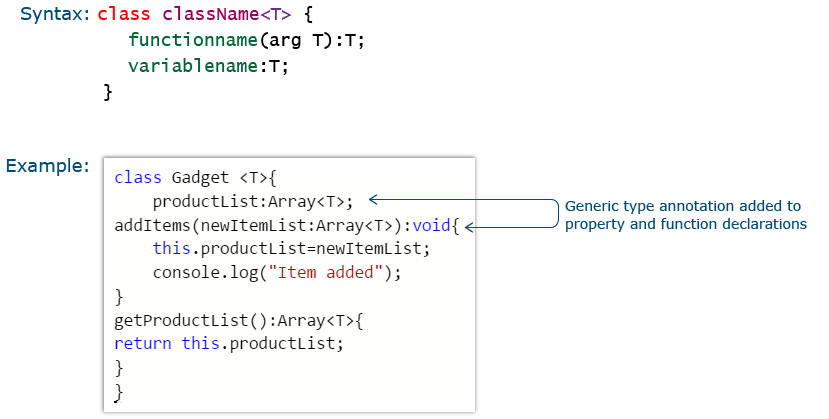 Syntax: class className<T> {
functionname(arg T):T;
variablename:T;
}
Example:
class Gadget <T>{
productList:Array<T>;
addItems(newItemList:Array<T>):void{
this.productList=newItemList;
console.log("Item added");
}
getProductList():Array<T>{
return this.productList;
}
}
Generic type annotation added to
property and function declarations